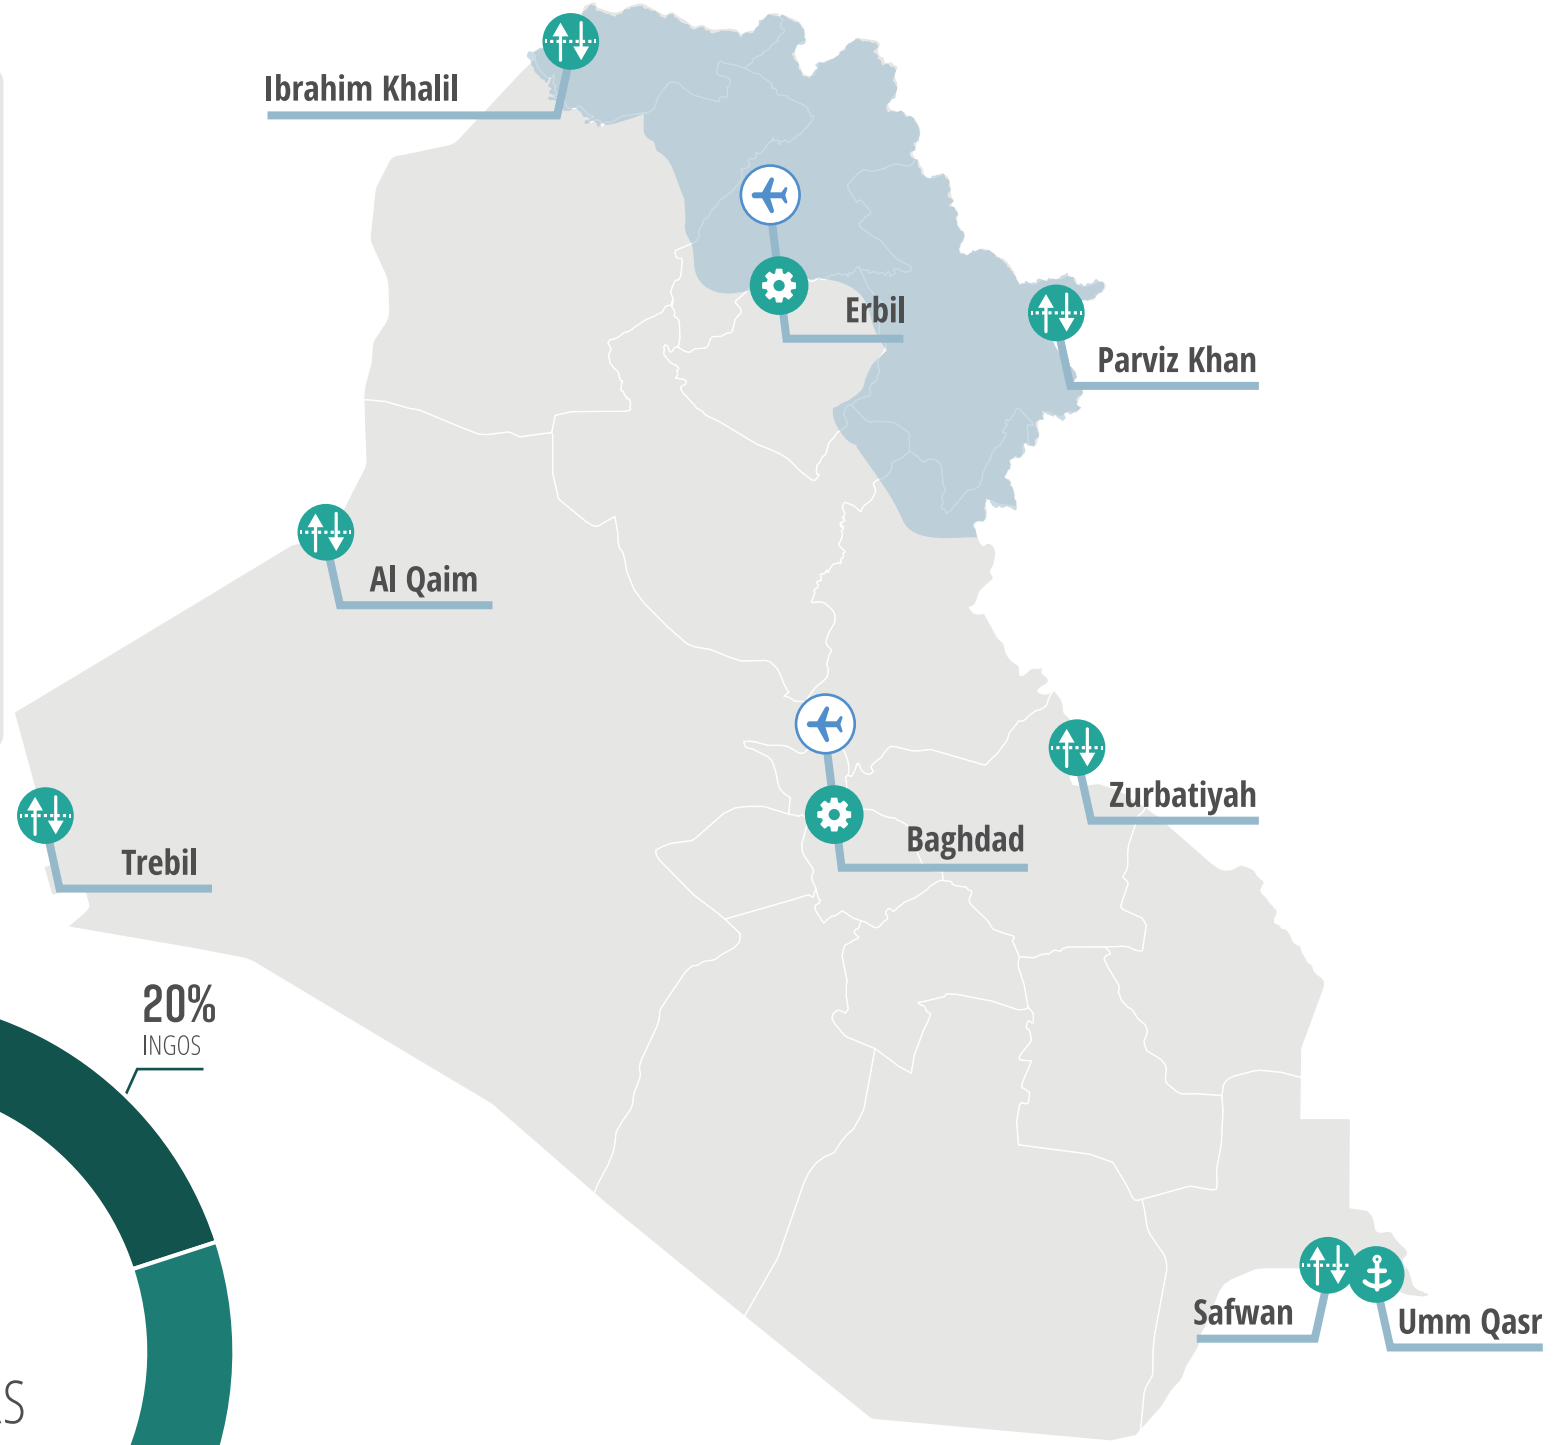 Ibrahim Khalil
Erbil
Parviz Khan
Al Qaim
Zurbatiyah
Baghdad
Trebil
20%
INGOS
Safwan
Umm Qasr
S